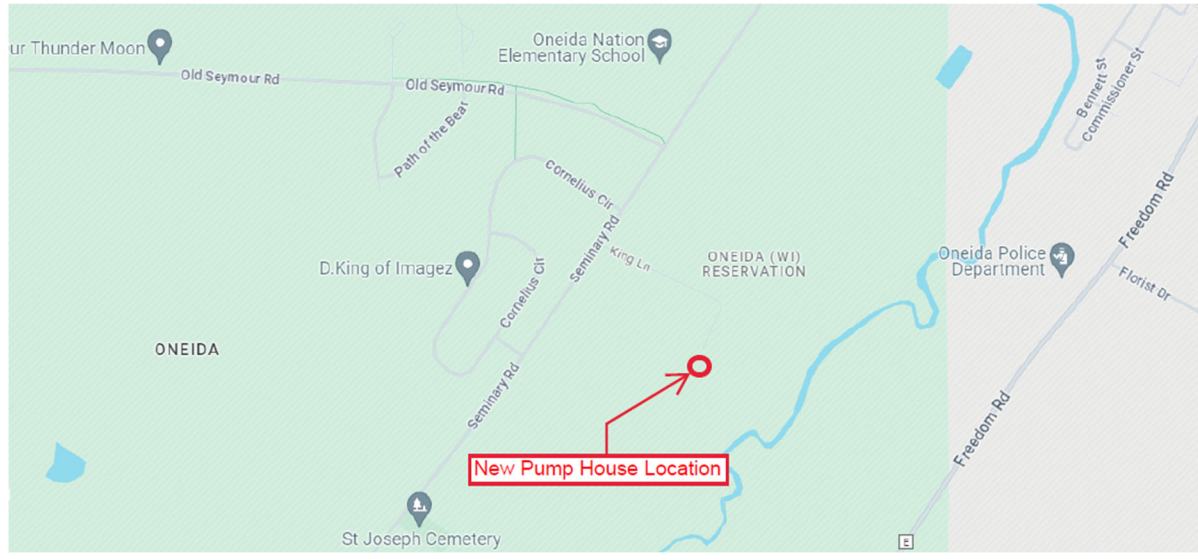 ur Thunder Moon
Old Seymour Rd
Oneida Nation
Elementary School
Old Seymour Rd
Path of the Bear
Bennett St
Commissioner St
Cornelius Cir
Freedom Rd
King Ln
Seminary Rd
ONEIDA (WI)
RESERVATION
Oneida Police
Department
D.King of Imagez
Florist Dr
Cornelius Cir
ONEIDA
Seminary Rd
Freedom Rd
New Pump House Location
St Joseph Cemetery
E